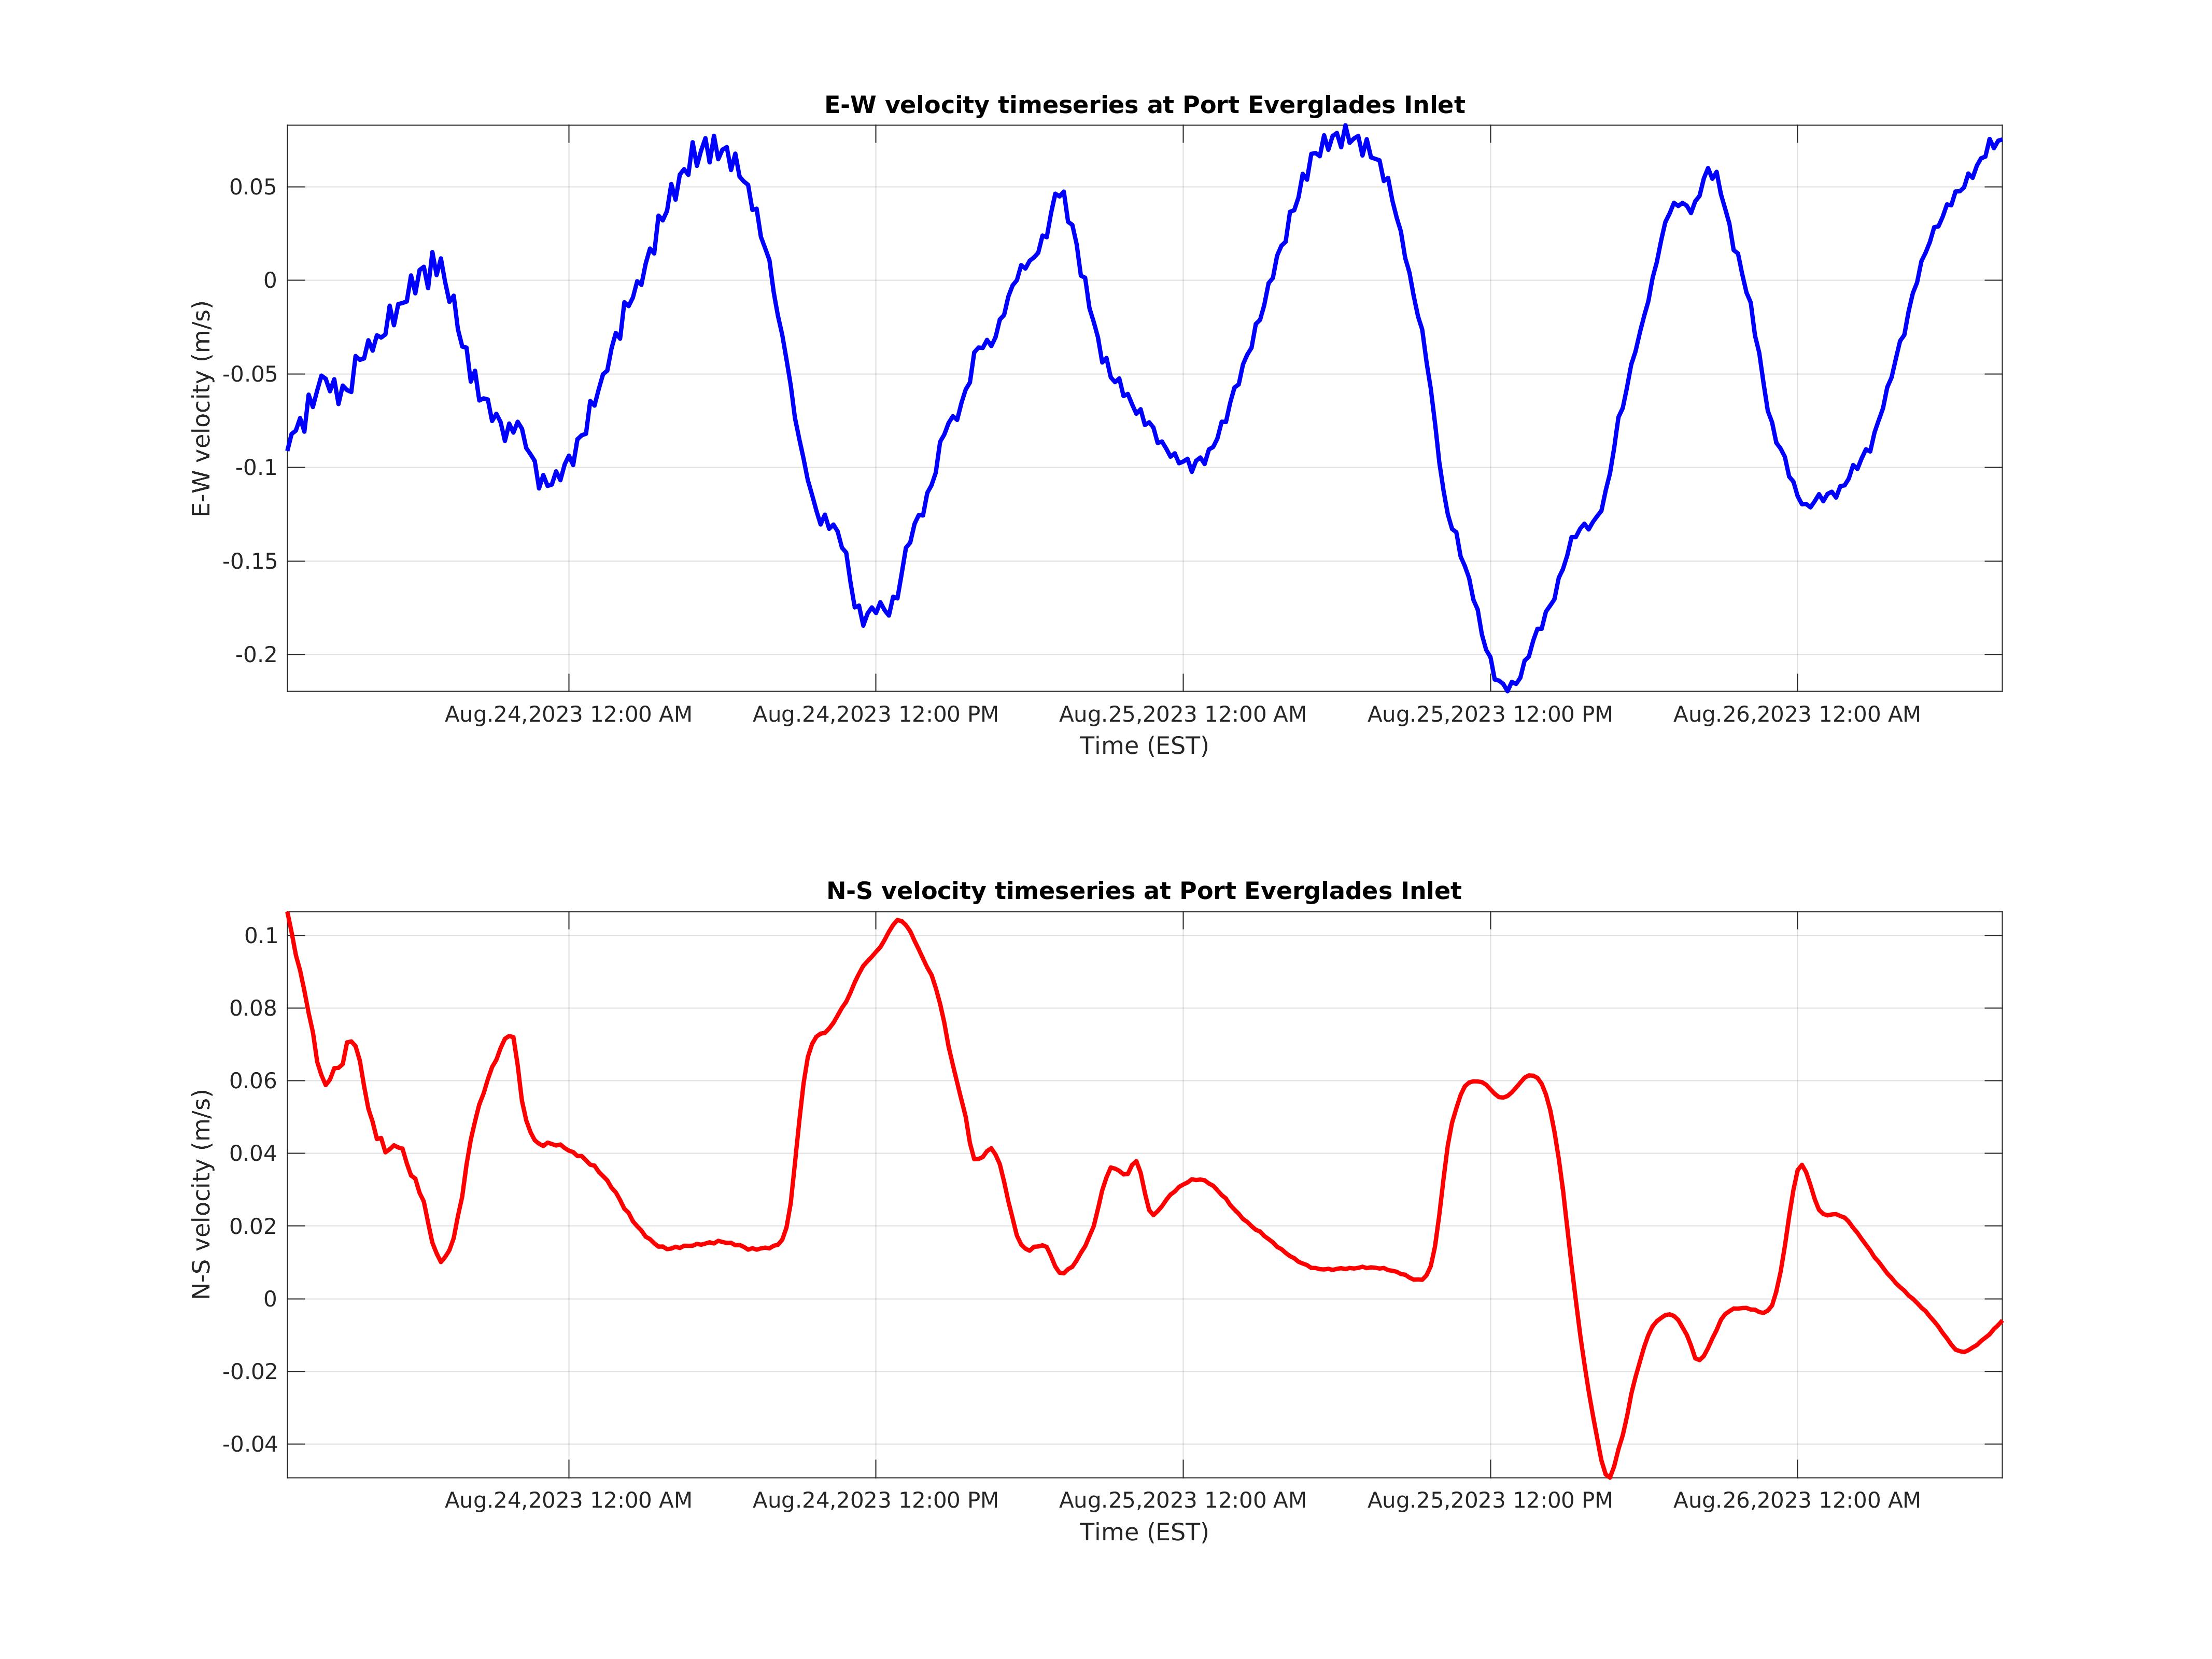 E-W velocity timeseries at Port Everglades Inlet
E-W velocity (m/s)
0.05
0
-0.05
-0.1
-0.15
-0.2
Aug.24,2023 12:00 AM
Aug.24,2023 12:00 PM
Aug.25,2023 12:00 AM
Aug.25,2023 12:00 PM
Aug.26,2023 12:00 AM
Time (EST)
N-S velocity timeseries at Port Everglades Inlet
N-S velocity (m/s)
0.1
0.08
0.06
0.04
0.02
0
-0.02
-0.04
Aug.24,2023 12:00 AM
Aug.24,2023 12:00 PM
Aug.25,2023 12:00 AM
Aug.25,2023 12:00 PM
Aug.26,2023 12:00 AM
Time (EST)